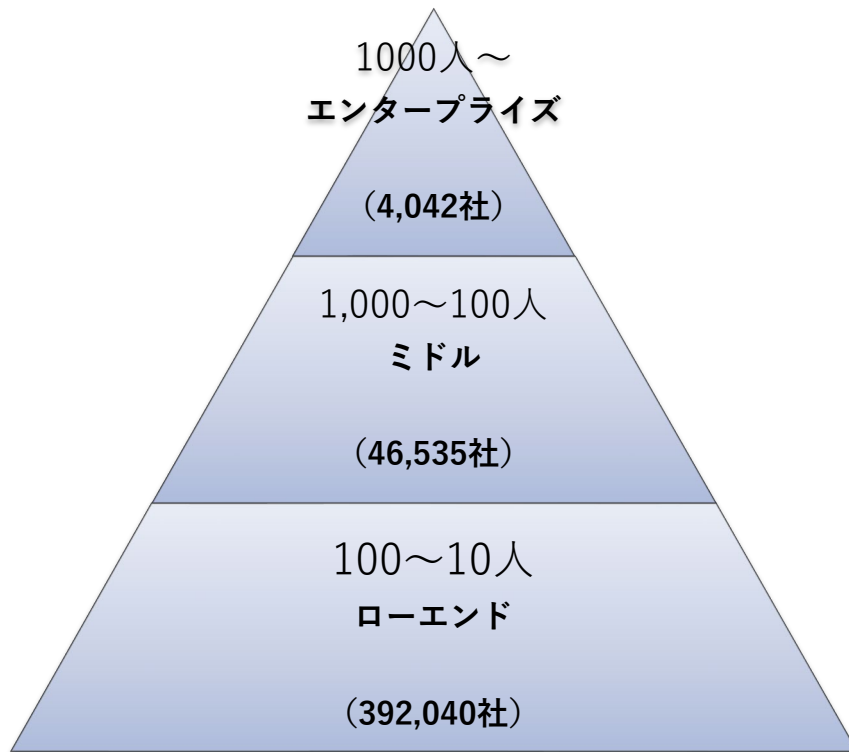 1000人～
エンタープライズ
（4,042社）
1,000～100人
ミドル
（46,535社）
100～10人
ローエンド
（392,040社）